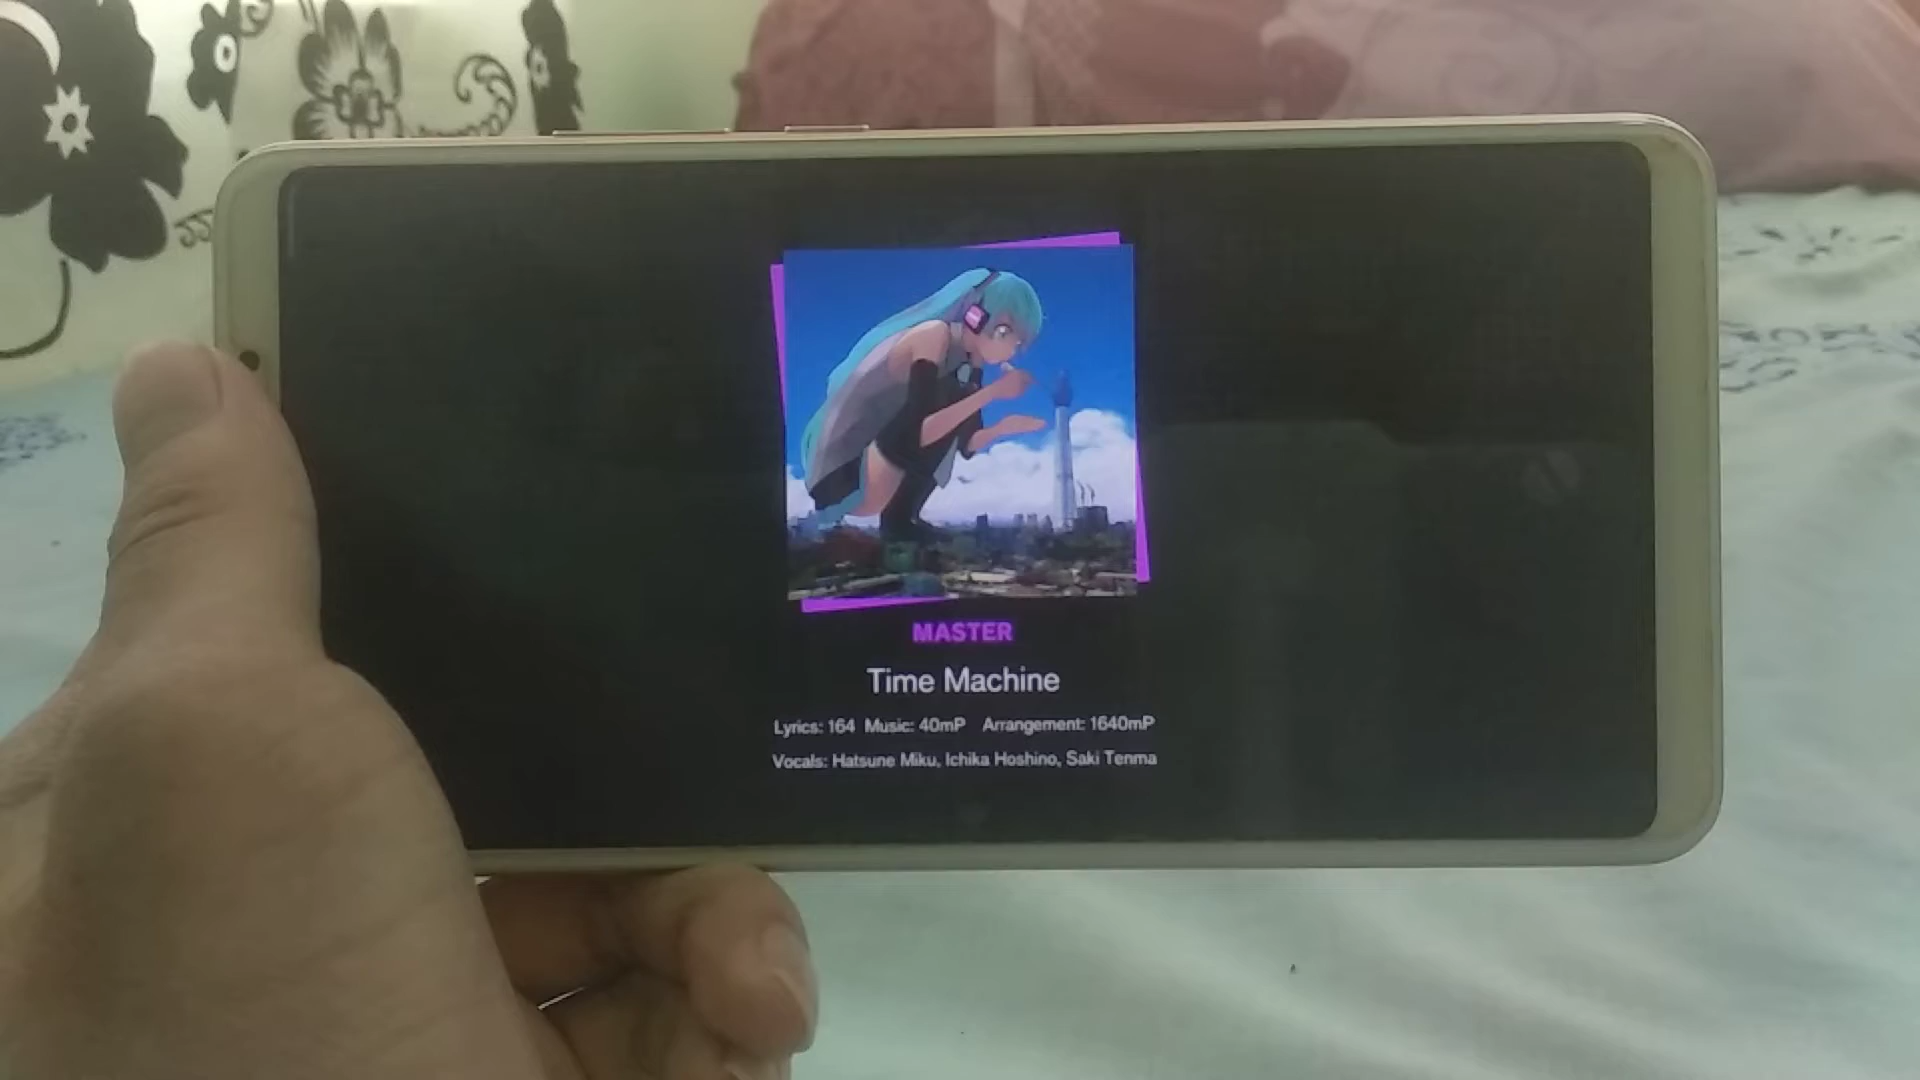 MASTER
Time Machine
Lyrics: 164 Music: 40mP Arrangement: 1640mP
Vocals: Hatsune Miku, Ichika Hoshino, Saki Tenma